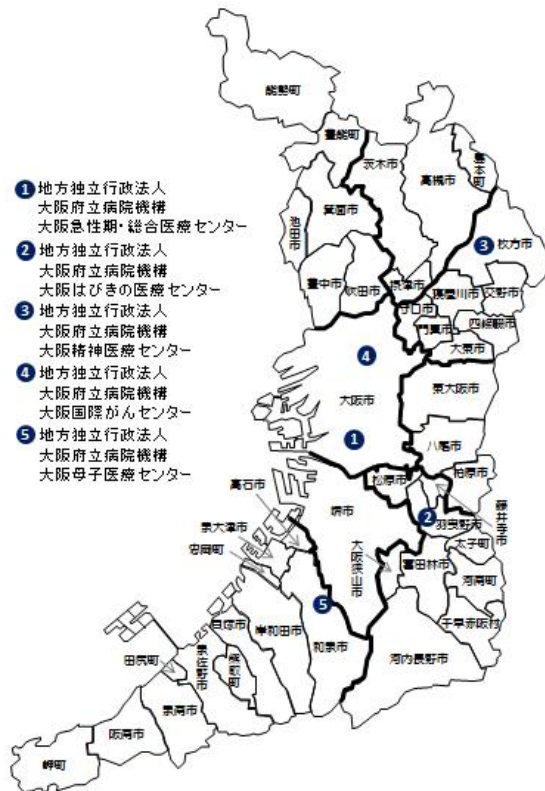 能勢町
豊能町
茨木市
高槻市
島本町
箕面市
池田市
豊中市
吹田市
摂津市
枚方市
寝屋川市
交野市
守口市
門真市
四條畷市
大東市
❶地方独立行政法人
大阪府立病院機構
大阪急性期・総合医療センター
❷地方独立行政法人
大阪府立病院機構
大阪はびきの医療センター
❸地方独立行政法人
大阪府立病院機構
大阪精神医療センター
❹地方独立行政法人
大阪府立病院機構
大阪国際がんセンター
❺地方独立行政法人
大阪府立病院機構
大阪母子医療センター
❸
❹
大阪市
❶
東大阪市
八尾市
柏原市
松原市
藤井寺市
❷
羽曳野市
太子町
高石市
泉大津市
忠岡町
堺市
大阪狭山市
富田林市
河南町
千早赤阪村
❺
和泉市
岸和田市
河内長野市
貝塚市
熊取町
泉佐野市
田尻町
泉南市
阪南市
岬町